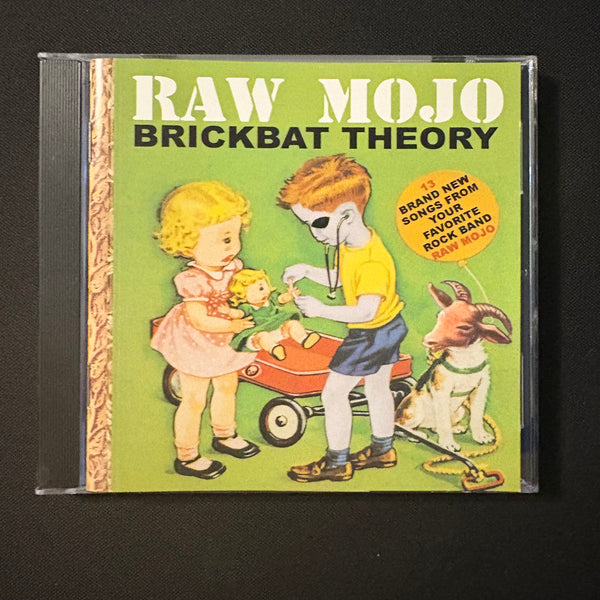 RAW MOJO
BRICKBAT THEORY
13
BRAND NEW
SONGS FROM
YOUR
FAVORITE
ROCK BAND
RAW MOJO